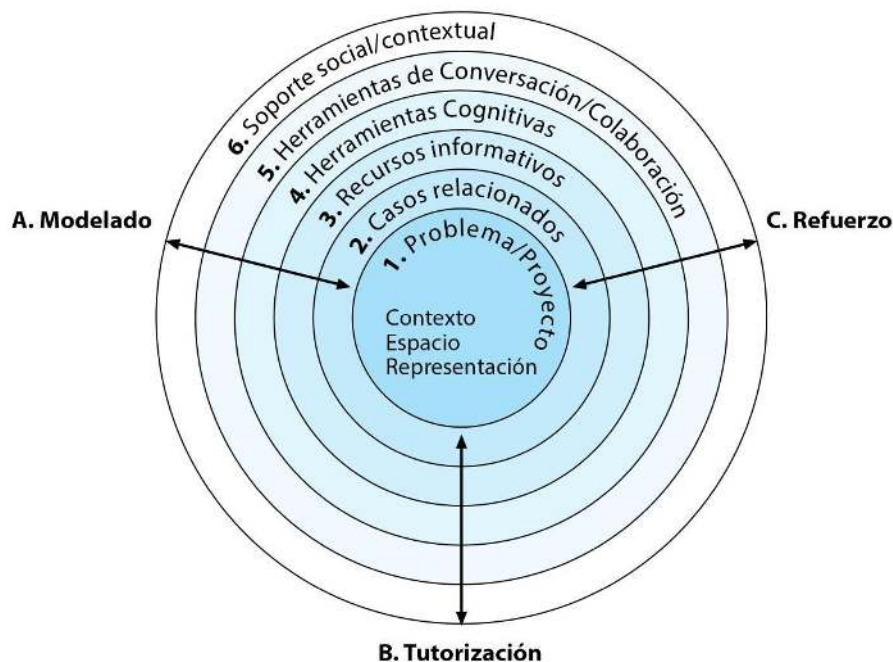 6. Soporte social/contextual
5. Herramientas de Conversación/Colaboración
4. Herramientas Cognitivas
3. Recursos informativos
2. Casos relacionados
1. Problema/Proyecto
Contexto
Espacio
Representación
A. Modelado
C. Refuerzo
B. Tutorización